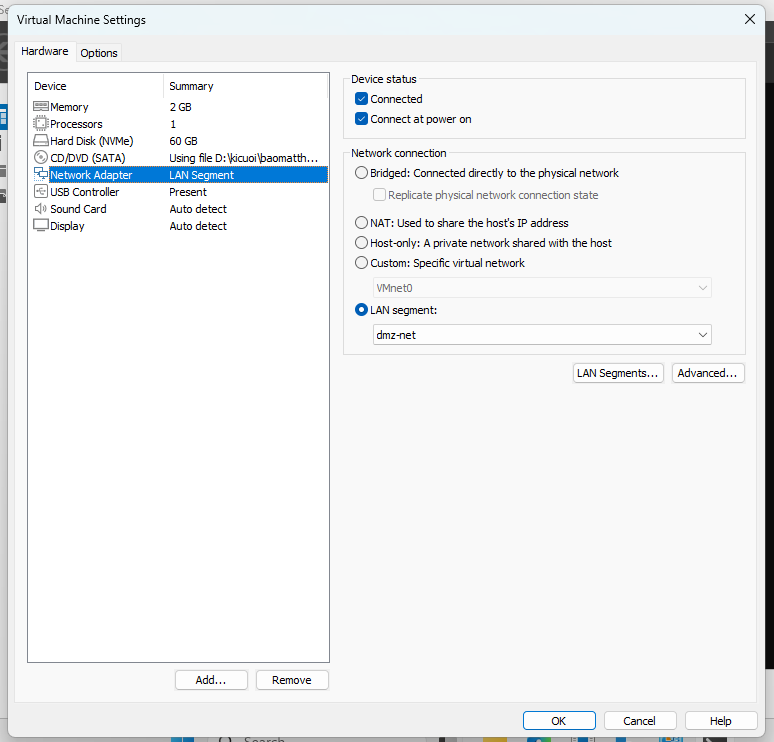 Virtual Machine Settings
Hardware
Options
Device Summary
Memory 2 GB
Processors 1
Hard Disk (NVMe) 60 GB
CD/DVD (SATA) Using file D:\kicuoi\baomatth...
Network Adapter LAN Segment
USB Controller Present
Sound Card Auto detect
Display Auto detect
Add...
Remove
Device status
Connected
Connect at power on
Network connection
Bridged: Connected directly to the physical network
Replicate physical network connection state
NAT: Used to share the host's IP address
Host-only: A private network shared with the host
Custom: Specific virtual network
VMnet0
LAN segment:
dmz-net
LAN Segments...
Advanced...
OK
Cancel
Help
Search